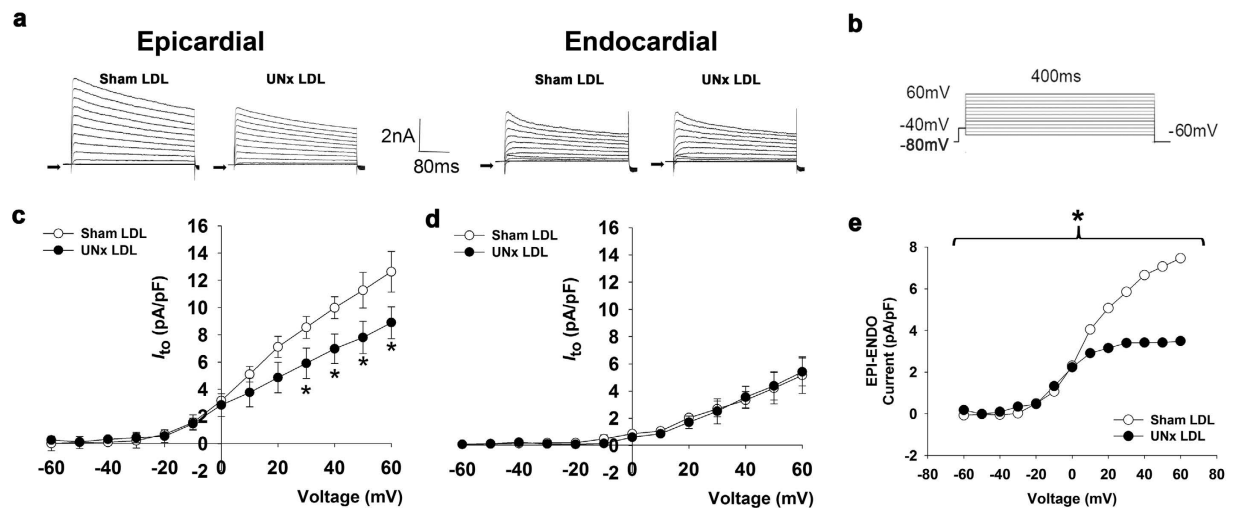 a
Epicardial
Endocardial
Sham LDL
UNx LDL
2nA
80ms
Sham LDL
UNx LDL
b
400ms
60mV
-40mV
-80mV
-60mV
c
Sham LDL
UNx LDL
Ito (pA/pF)
16
14
12
10
8
6
4
2
0
-2
* * * *
-60 -40 -20 0 20 40 60
Voltage (mV)
d
Sham LDL
UNx LDL
Ito (pA/pF)
16
14
12
10
8
6
4
2
0
-2
-60 -40 -20 0 20 40 60
Voltage (mV)
e
*
EPI-ENDO
Current (pA/pF)
8
6
4
2
0
-2
Sham LDL
UNx LDL
-80 -60 -40 -20 0 20 40 60 80
Voltage (mV)